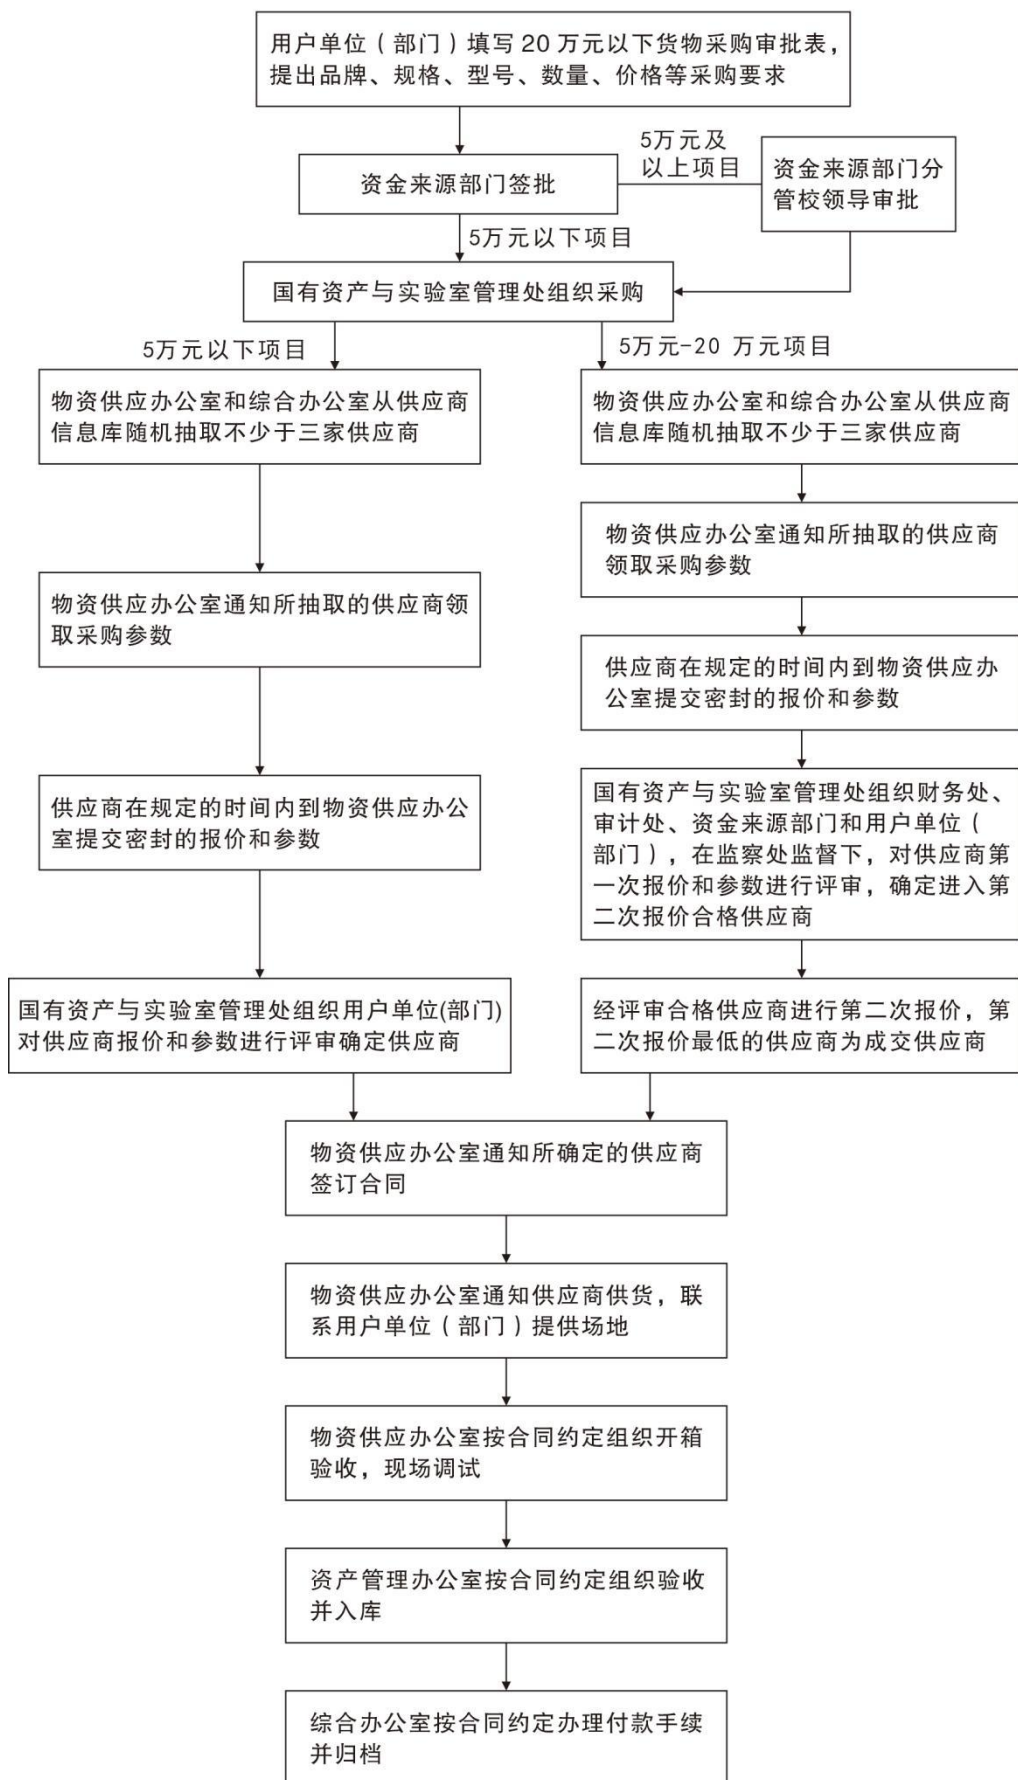 用户单位（部门）填写 20 万元以下货物采购审批表，
提出品牌、规格、型号、数量、价格等采购要求
资金来源部门签批
5万元及
以上项目
资金来源部门分
管校领导审批
5万元以下项目
国有资产与实验室管理处组织采购
5万元以下项目
5万元-20 万元项目
物资供应办公室和综合办公室从供应商
信息库随机抽取不少于三家供应商
物资供应办公室和综合办公室从供应商
信息库随机抽取不少于三家供应商
物资供应办公室通知所抽取的供应商
领取采购参数
物资供应办公室通知所抽取的供应商领
取采购参数
供应商在规定的时间内到物资供应办
公室提交密封的报价和参数
供应商在规定的时间内到物资供应办公
室提交密封的报价和参数
国有资产与实验室管理处组织财务处、
审计处、资金来源部门和用户单位（
部门），在监察处监督下，对供应商第
一次报价和参数进行评审，确定进入第
二次报价合格供应商
国有资产与实验室管理处组织用户单位(部门)
对供应商报价和参数进行评审确定供应商
经评审合格供应商进行第二次报价，第
二次报价最低的供应商为成交供应商
物资供应办公室通知所确定的供应商
签订合同
物资供应办公室通知供应商供货，联
系用户单位（部门）提供场地
物资供应办公室按合同约定组织开箱
验收，现场调试
资产管理办公室按合同约定组织验收
并入库
综合办公室按合同约定办理付款手续
并归档